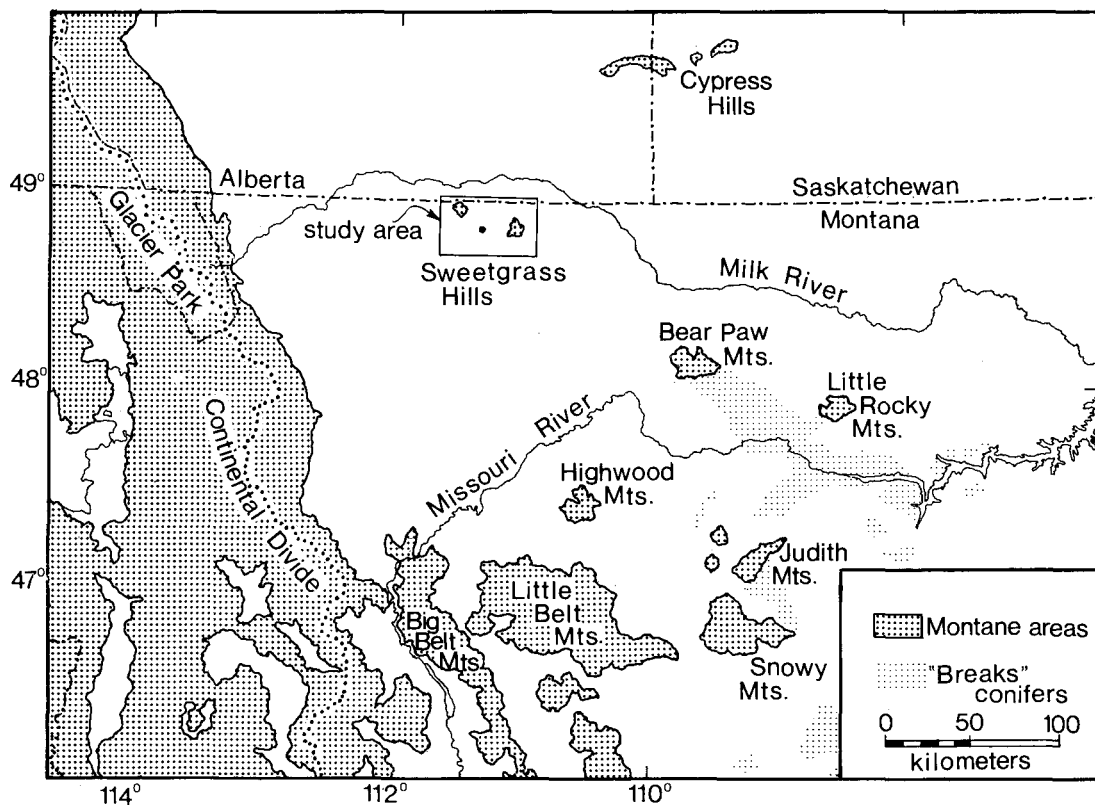 Cypress
Hills
49°
Alberta
Saskatchewan
Montana
study area
Sweetgrass
Hills
Glacier Park
Milk River
Bear Paw
Mts.
48°
Little
Rocky
Mts.
Continental Divide
Missouri River
Highwood
Mts.
47°
Judith
Mts.
Little
Belt
Mts.
Big
Belt
Mts.
Snowy
Mts.
Montane areas
"Breaks"
conifers
0 50 100
kilometers
114° 112° 110°